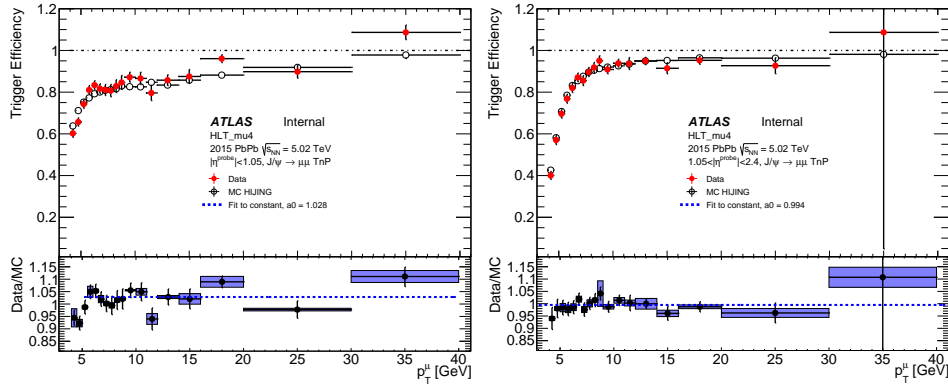 Trigger Efficiency
1.2
1
0.8
0.6
0.4
0.2
ATLAS Internal
HLT_mu4
2015 PbPb √s_NN = 5.02 TeV
|η^probe|<1.05, J/ψ → μμ TnP
Data
MC HIJING
Fit to constant, a0 = 1.028
Data/MC
1.15
1.1
1.05
1
0.95
0.9
0.85
5 10 15 20 25 30 35 40
p_T^μ [GeV]
Trigger Efficiency
1.2
1
0.8
0.6
0.4
0.2
ATLAS Internal
HLT_mu4
2015 PbPb √s_NN = 5.02 TeV
1.05<|η^probe|<2.4, J/ψ → μμ TnP
Data
MC HIJING
Fit to constant, a0 = 0.994
Data/MC
1.15
1.1
1.05
1
0.95
0.9
0.85
5 10 15 20 25 30 35 40
p_T^μ [GeV]